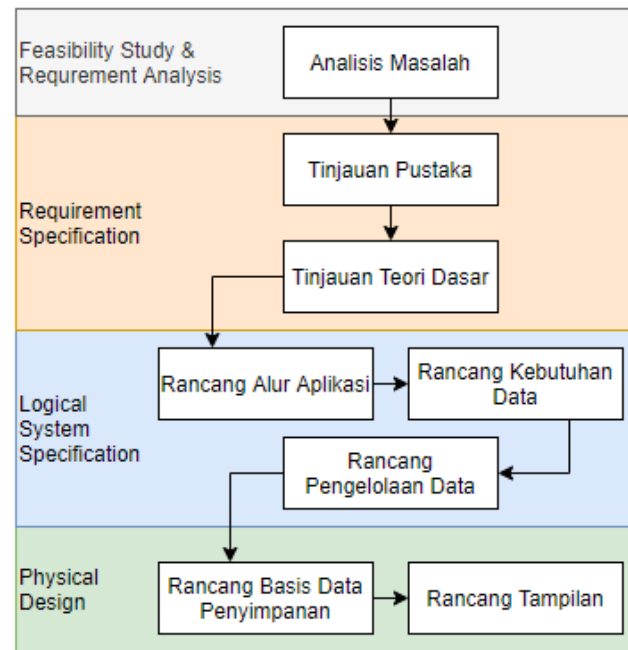 Feasibility Study &
Requrement Analysis
Analisis Masalah
Requirement
Specification
Tinjauan Pustaka
Tinjauan Teori Dasar
Logical
System
Specification
Rancang Alur Aplikasi
Rancang Kebutuhan
Data
Rancang
Pengelolaan Data
Physical
Design
Rancang Basis Data
Penyimpanan
Rancang Tampilan